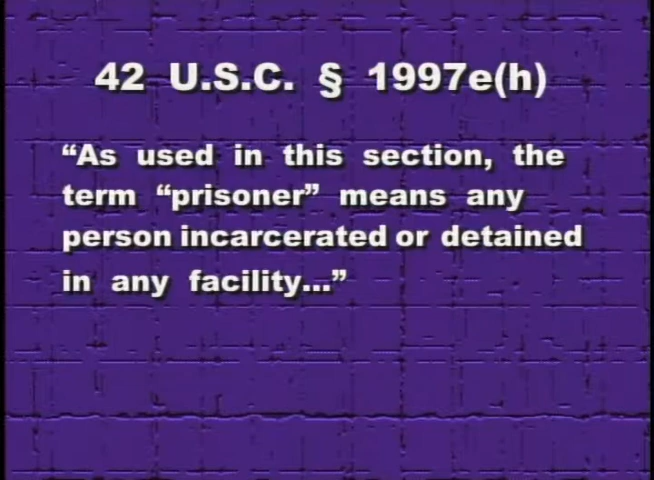 42 U.S.C. § 1997e(h)
“As used in this section, the
term “prisoner” means any
person incarcerated or detained
in any facility...”